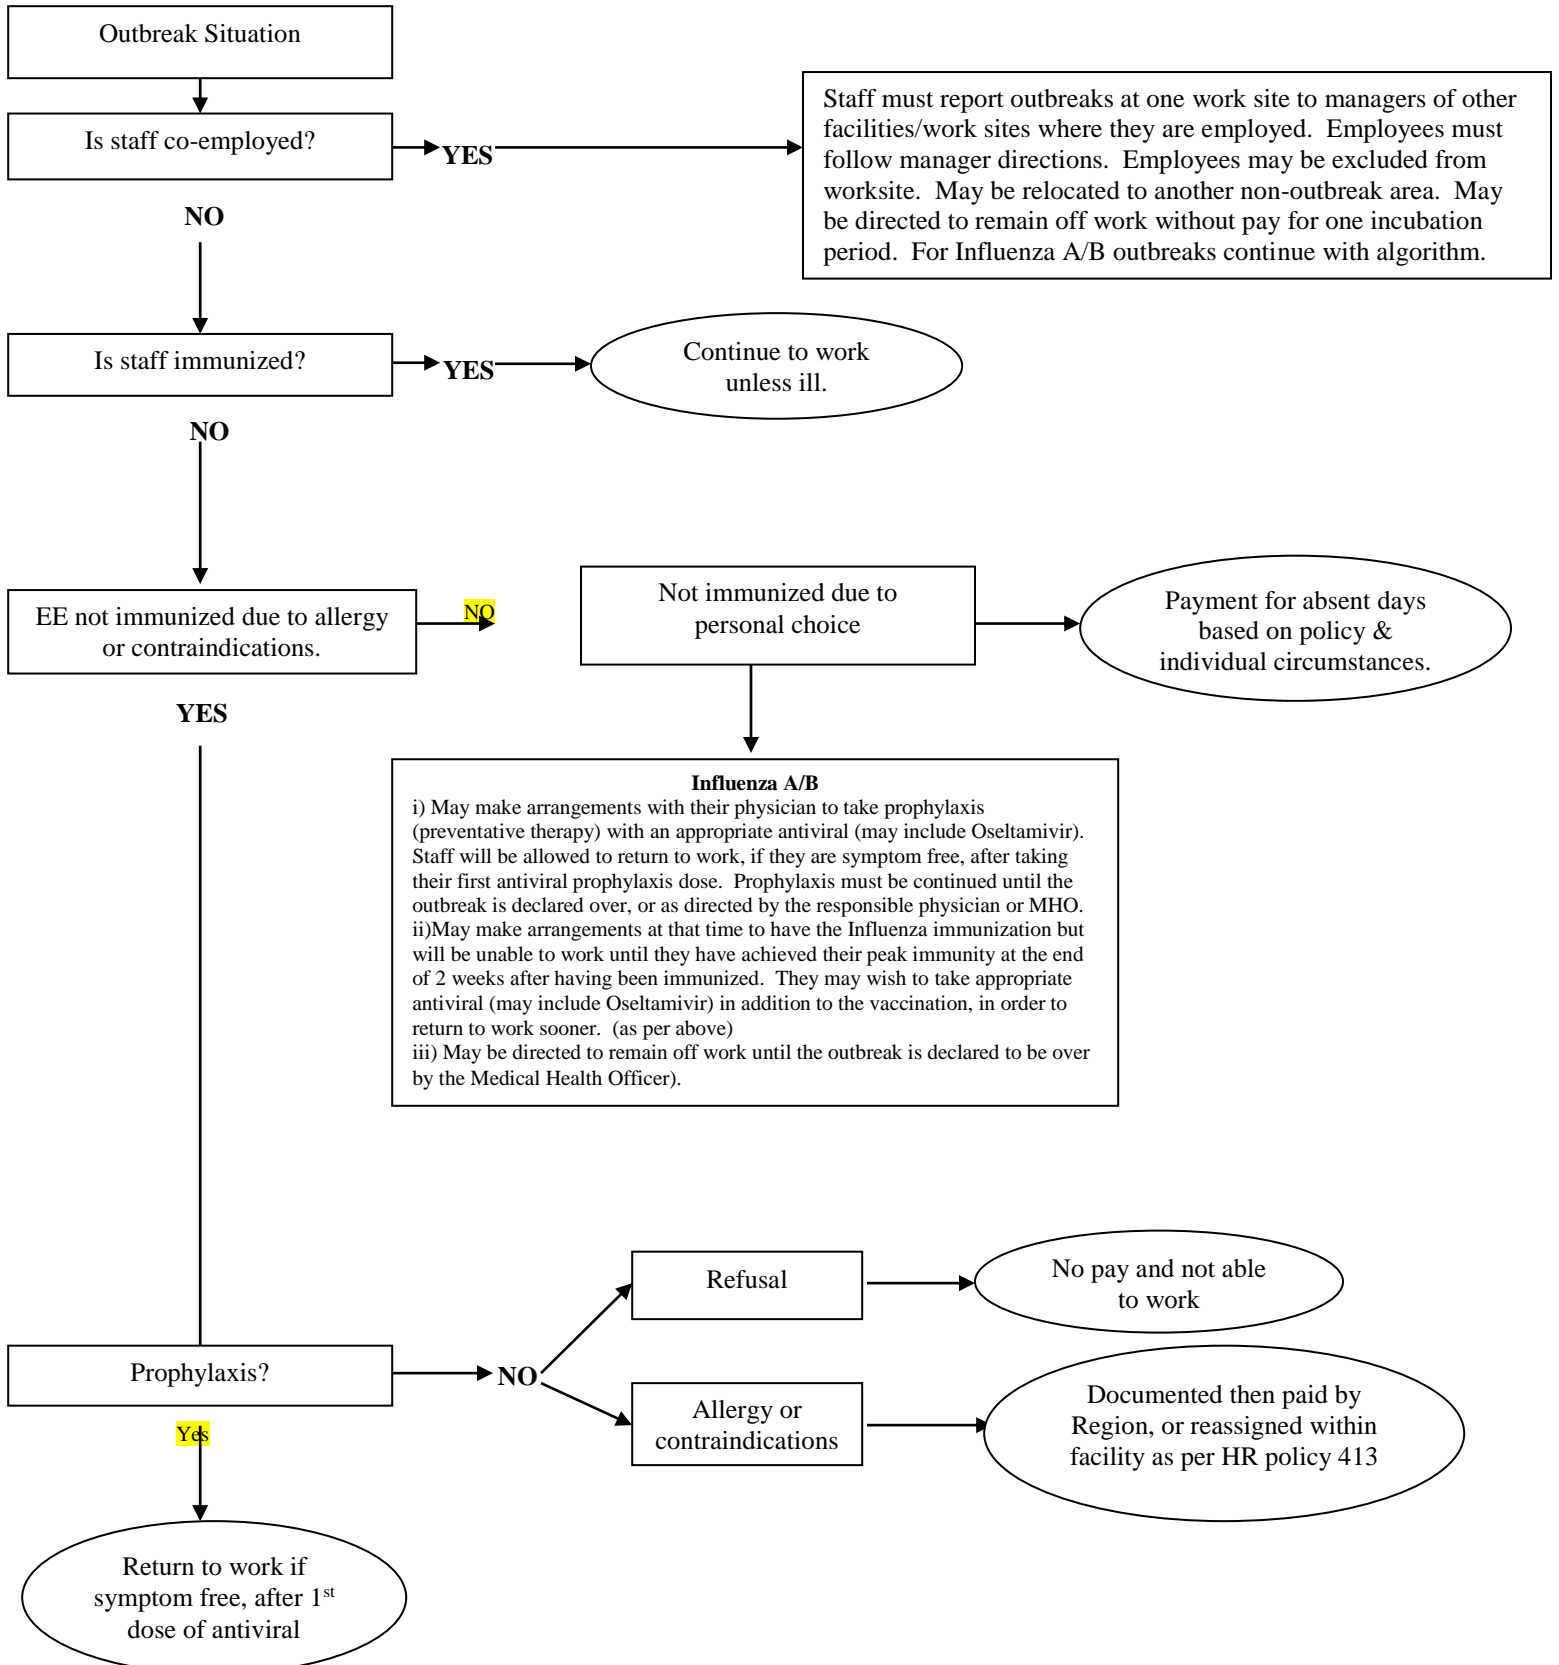 Outbreak Situation
Is staff co-employed?
YES
Staff must report outbreaks at one work site to managers of other
facilities/work sites where they are employed.  Employees must
follow manager directions.  Employees may be excluded from
worksite.  May be relocated to another non-outbreak area.  May
be directed to remain off work without pay for one incubation
period.  For Influenza A/B outbreaks continue with algorithm.
NO
Is staff immunized?
YES
Continue to work
unless ill.
NO
EE not immunized due to allergy
or contraindications.
NO
Not immunized due to
personal choice
Payment for absent days
based on policy &
individual circumstances.
YES
Influenza A/B
i) May make arrangements with their physician to take prophylaxis
(preventative therapy) with an appropriate antiviral (may include Oseltamivir).
Staff will be allowed to return to work, if they are symptom free, after taking
their first antiviral prophylaxis dose.  Prophylaxis must be continued until the
outbreak is declared over, or as directed by the responsible physician or MHO.
ii)May make arrangements at that time to have the Influenza immunization but
will be unable to work until they have achieved their peak immunity at the end
of 2 weeks after having been immunized.  They may wish to take appropriate
antiviral (may include Oseltamivir) in addition to the vaccination, in order to
return to work sooner.  (as per above)
iii) May be directed to remain off work until the outbreak is declared to be over
by the Medical Health Officer).
Refusal
No pay and not able
to work
Prophylaxis?
NO
Allergy or
contraindications
Documented then paid by
Region, or reassigned within
facility as per HR policy 413
Yes
Return to work if
symptom free, after 1st
dose of antiviral